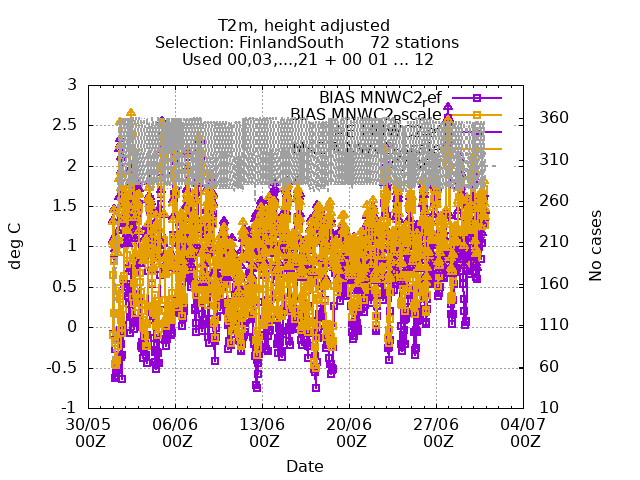 T2m, height adjusted
Selection: FinlandSouth 72 stations
Used 00,03,...,21 + 00 01 ... 12
BIAS MNWC2ref
BIAS MNWC2Bscale
deg C
3
2.5
2
1.5
1
0.5
0
-0.5
-1
No cases
360
310
260
210
160
110
60
10
30/05 06/06 13/06 20/06 27/06 04/07
00Z 00Z 00Z 00Z 00Z 00Z
Date